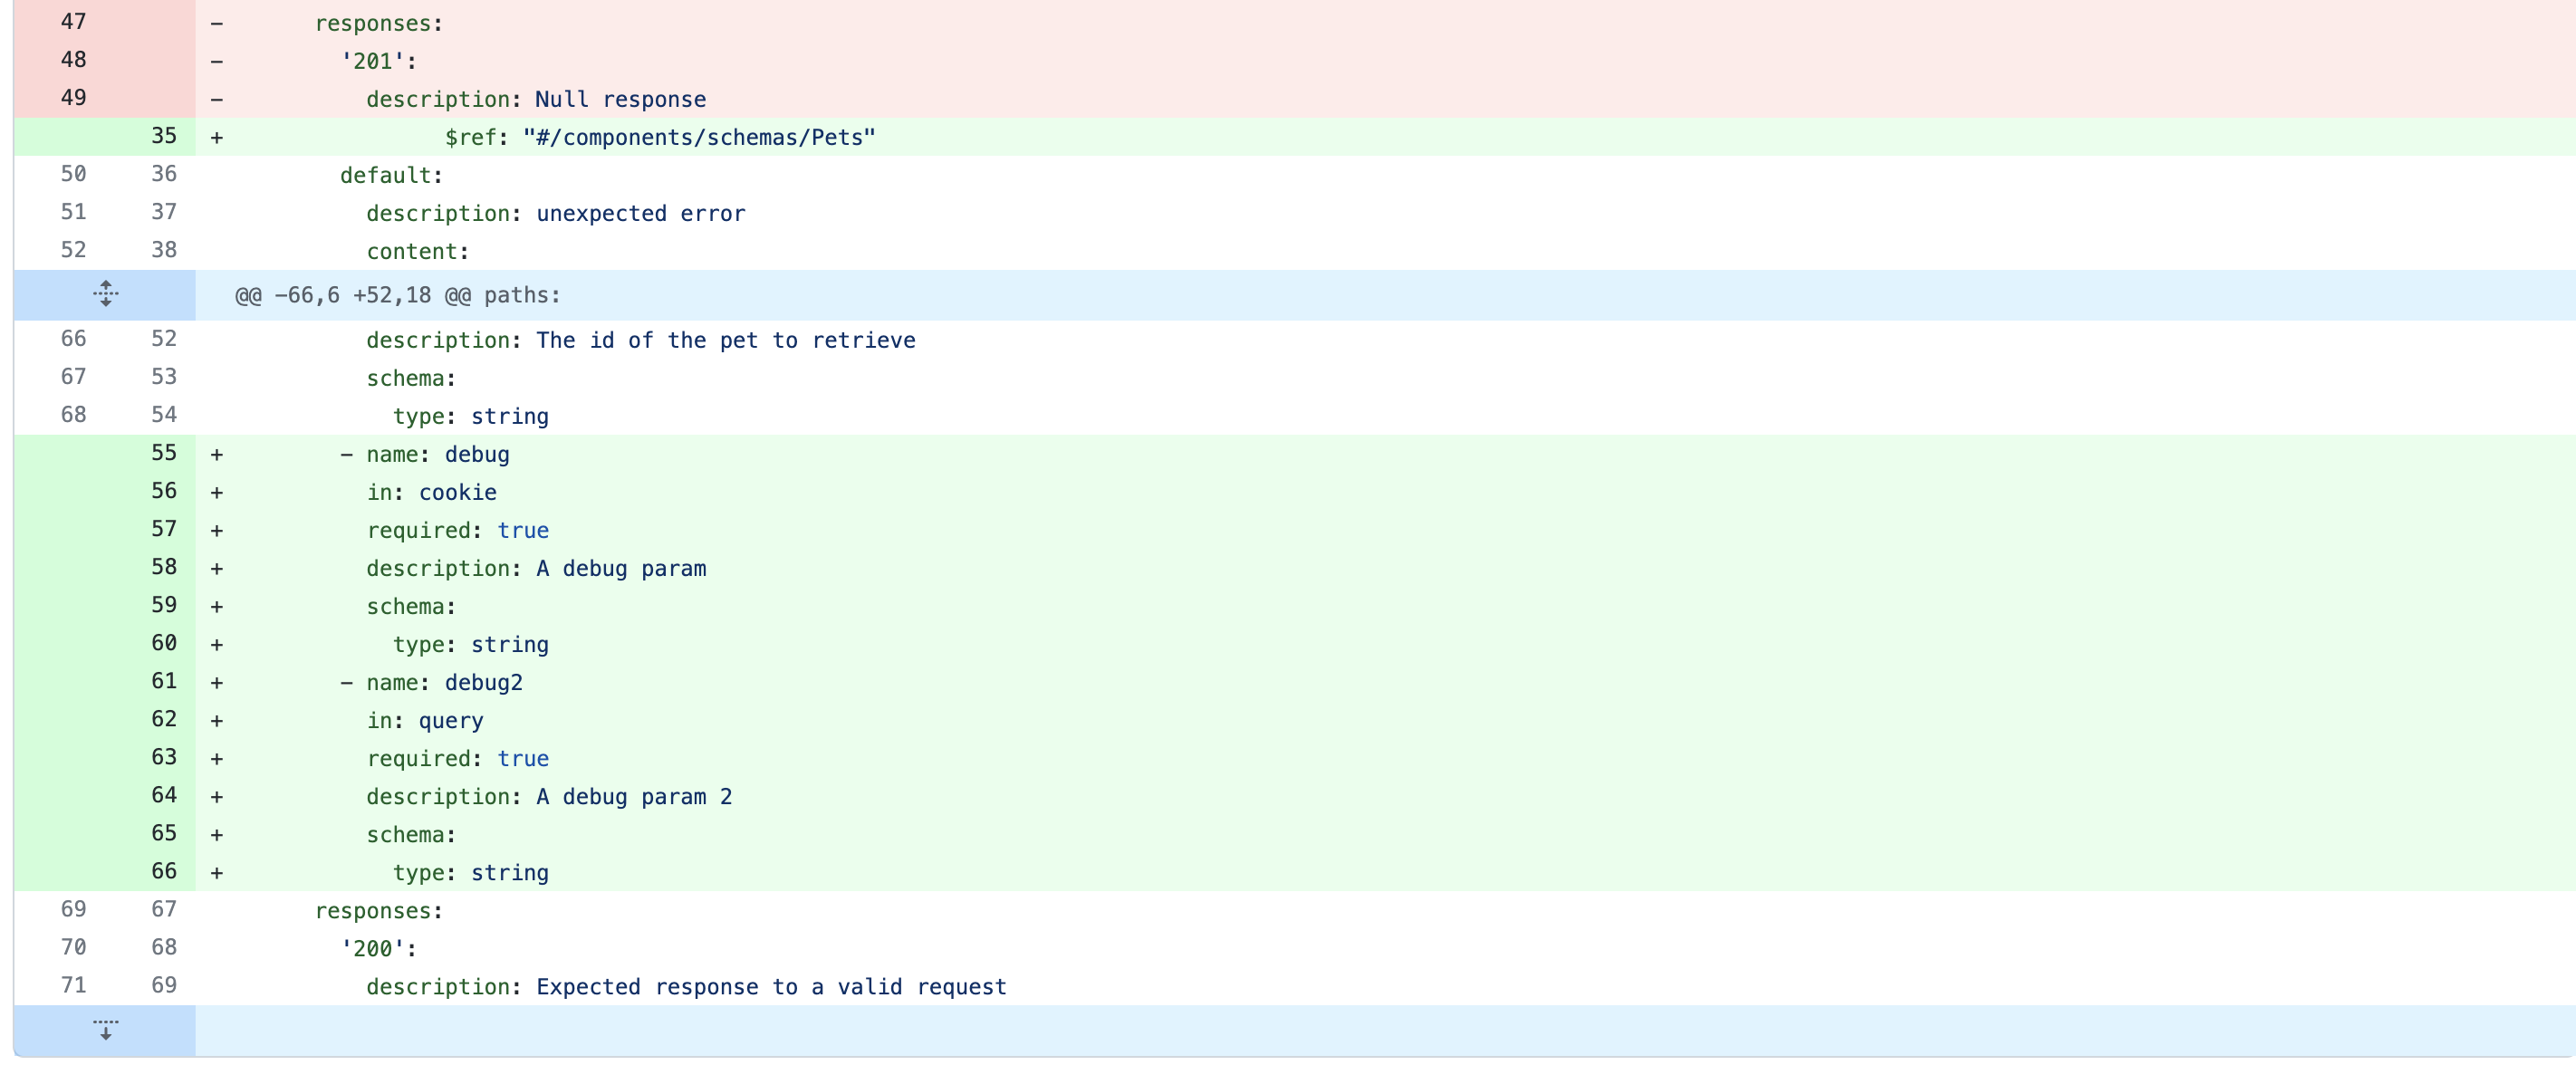 47 - responses:
48 - '201':
49 - description: Null response
35 + $ref: "#/components/schemas/Pets"
50 36 default:
51 37 description: unexpected error
52 38 content:
@@ -66,6 +52,18 @@ paths:
66 52 description: The id of the pet to retrieve
67 53 schema:
68 54 type: string
55 + - name: debug
56 + in: cookie
57 + required: true
58 + description: A debug param
59 + schema:
60 + type: string
61 + - name: debug2
62 + in: query
63 + required: true
64 + description: A debug param 2
65 + schema:
66 + type: string
69 67 responses:
70 68 '200':
71 69 description: Expected response to a valid request